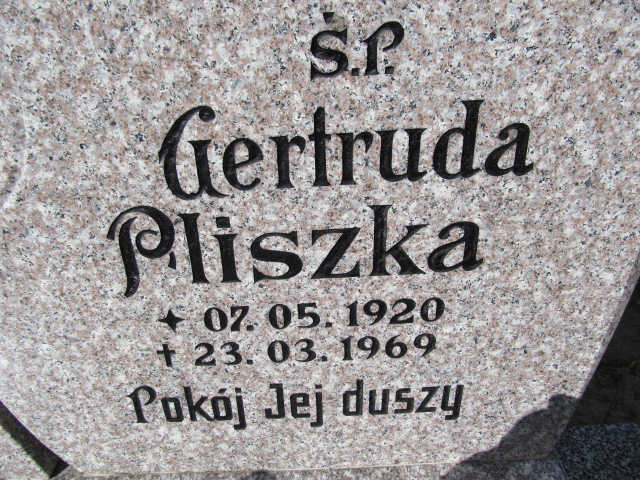 Ś.P.
Gertruda
Pliszka
✦ 07. 05. 1920
† 23. 03. 1969
Pokój Jej duszy